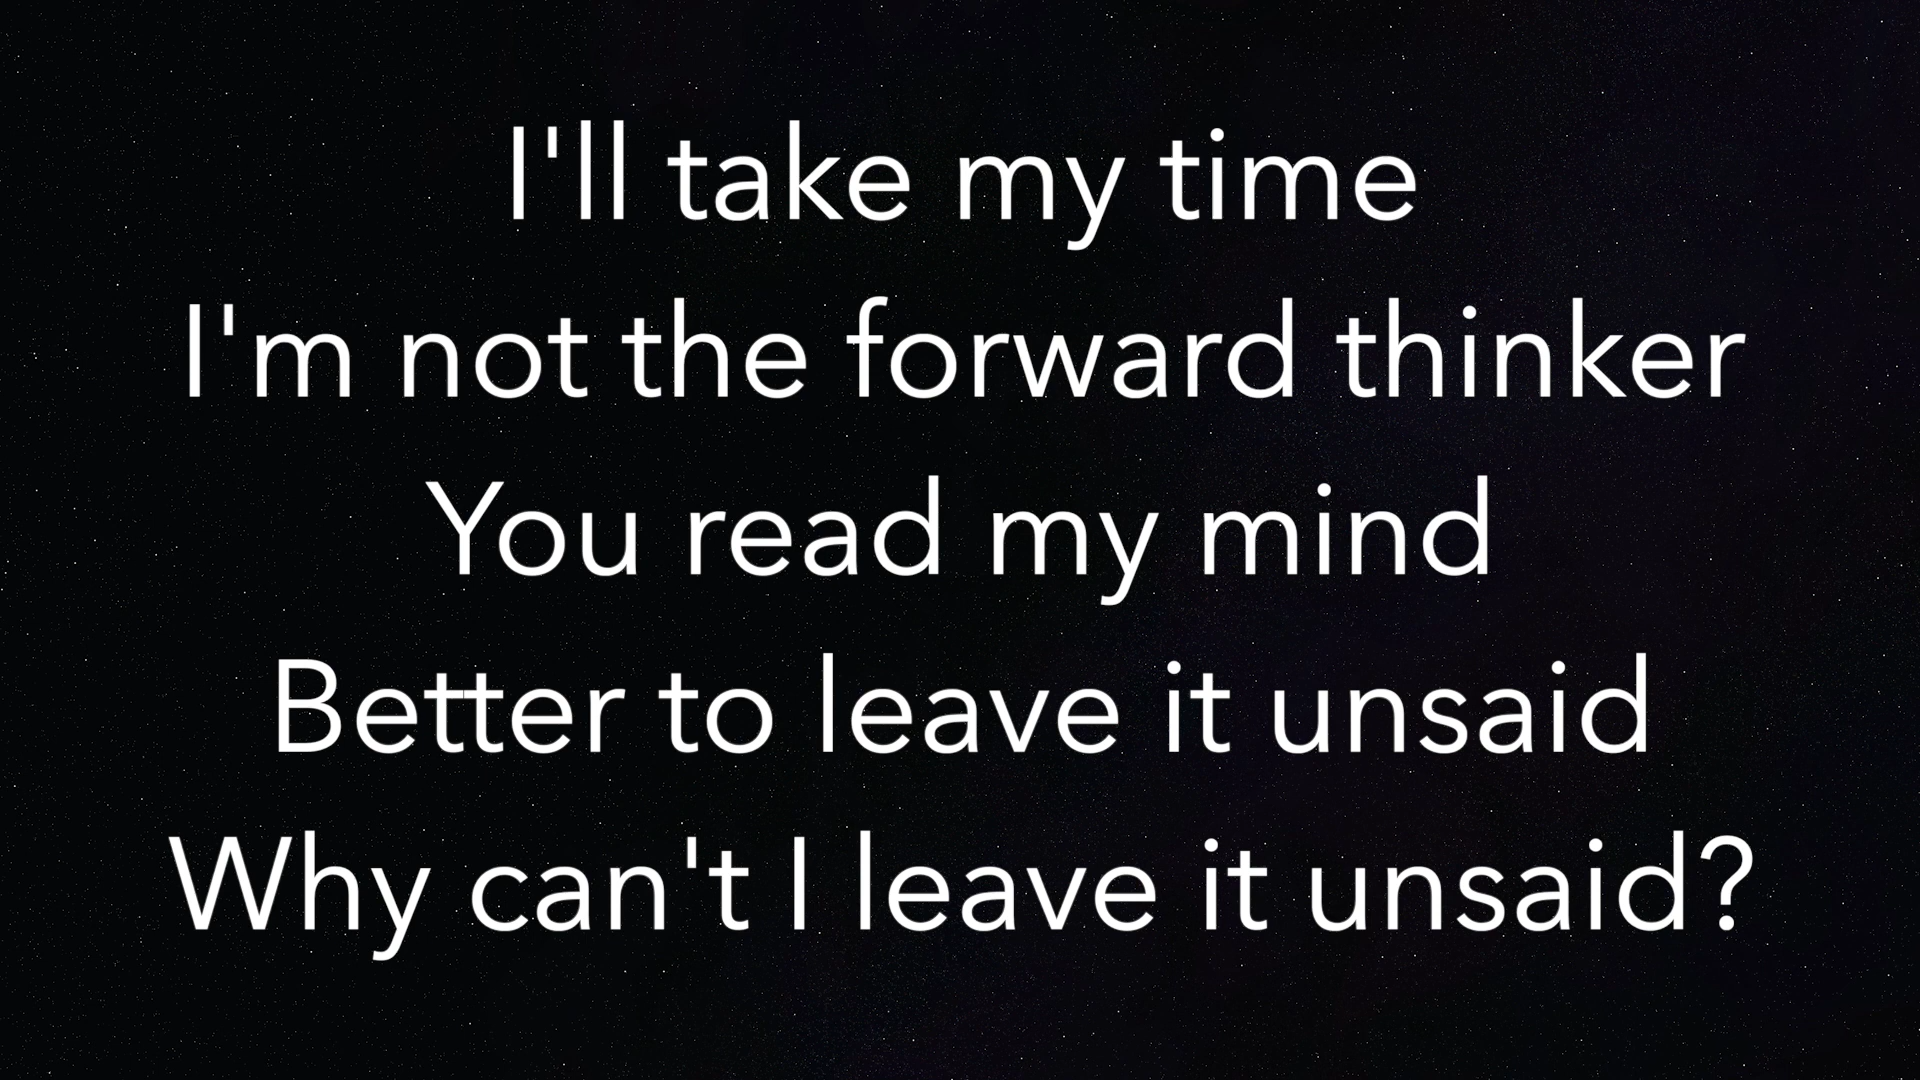 I'll take my time
I'm not the forward thinker
You read my mind
Better to leave it unsaid
Why can't I leave it unsaid?